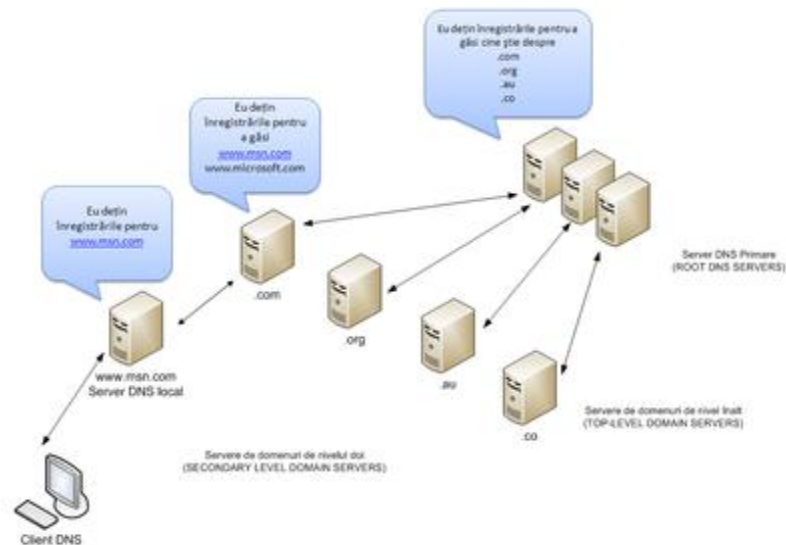 Eu dețin înregistrările pentru a
găsi cine știe despre
.com
.org
.au
.co
Eu dețin
înregistrările pentru
a găsi
www.msn.com
www.microsoft.com
Eu dețin
înregistrările pentru
www.msn.com
.com
.org
.au
.co
Server DNS Primare
(ROOT DNS SERVERS)
www.msn.com
Server DNS local
Servere de domenuri de nivel înalt
(TOP-LEVEL DOMAIN SERVERS)
Servere de domenuri de nivelul doi
(SECONDARY LEVEL DOMAIN SERVERS)
Client DNS